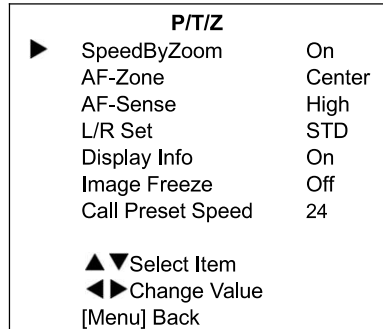 P/T/Z
SpeedByZoom On
AF-Zone Center
AF-Sense High
L/R Set STD
Display Info On
Image Freeze Off
Call Preset Speed 24
▲▼Select Item
◀▶Change Value
[Menu] Back